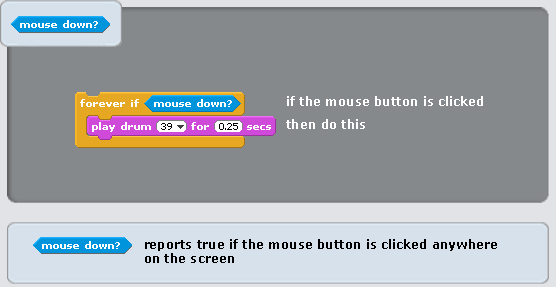 mouse down?
forever if mouse down?
if the mouse button is clicked
play drum 39 for 0.25 secs
then do this
mouse down?
reports true if the mouse button is clicked anywhere
on the screen